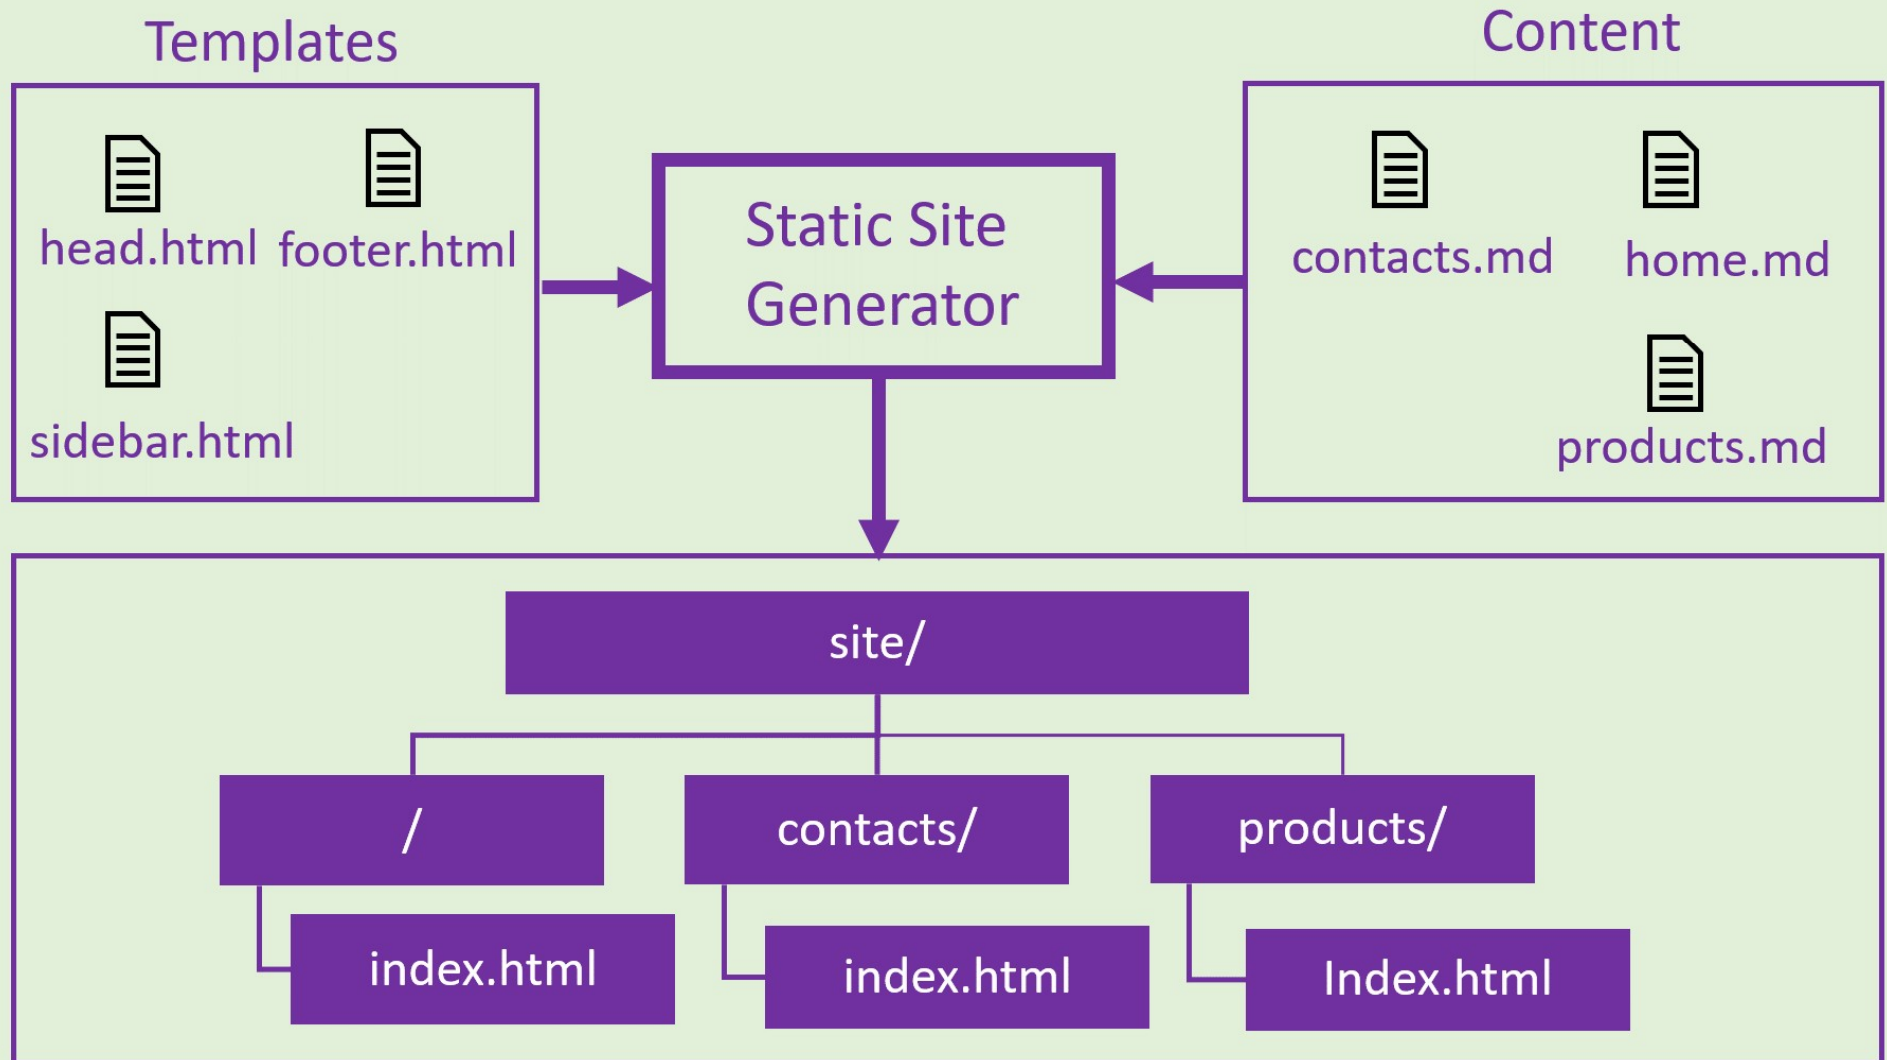 Templates
Content
head.html
footer.html
sidebar.html
Static Site
Generator
contacts.md
home.md
products.md
site/
/
contacts/
products/
index.html
index.html
Index.html